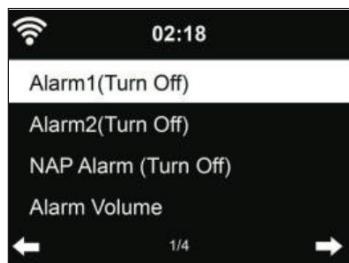 02:18
Alarm1(Turn Off)
Alarm2(Turn Off)
NAP Alarm (Turn Off)
Alarm Volume
1/4